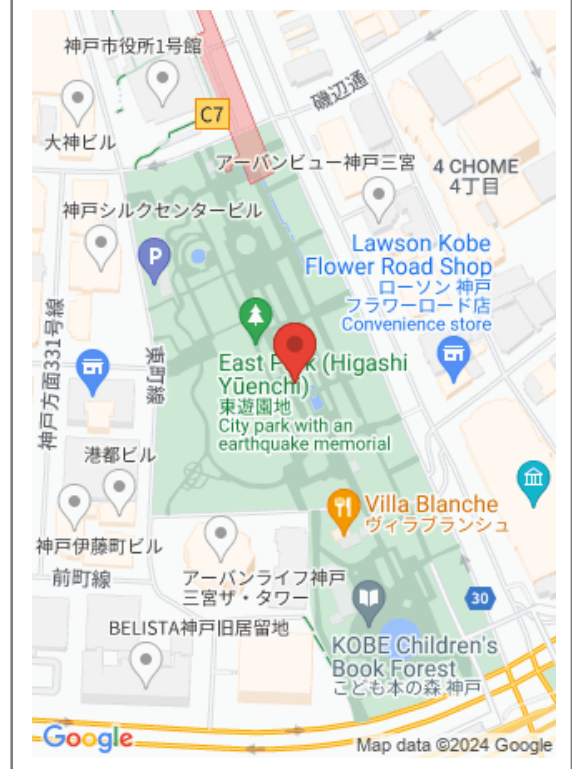 神戸市役所1号館
磯辺通
C7
大神ビル
アーバンビュー神戸三宮
4 CHOME
4丁目
神戸シルクセンタービル
P
Lawson Kobe
Flower Road Shop
ローソン 神戸
フラワーロード店
Convenience store
神戸方面331号線
東町線
East Park (Higashi
Yūenchi)
東遊園地
City park with an
earthquake memorial
港都ビル
Villa Blanche
ヴィラブランシュ
神戸伊藤町ビル
前町線
アーバンライフ神戸
三宮ザ・タワー
30
BELISTA神戸旧居留地
KOBE Children's
Book Forest
こども本の森 神戸
Google
Map data ©2024 Google